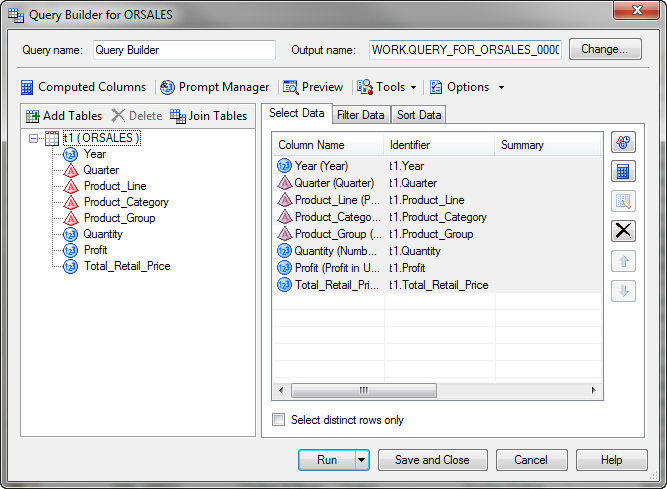 Query Builder for ORSALES
Query name: Query Builder Output name: WORK.QUERY_FOR_ORSALES_000 Change...
Computed Columns Prompt Manager Preview Tools Options
Add Tables Delete Join Tables
t1 ( ORSALES )
Year
Quarter
Product_Line
Product_Category
Product_Group
Quantity
Profit
Total_Retail_Price
Select Data Filter Data Sort Data
Column Name Identifier Summary
Year (Year) t1.Year
Quarter (Quarter) t1.Quarter
Product_Line (P... t1.Product_Line
Product_Catego... t1.Product_Category
Product_Group (... t1.Product_Group
Quantity (Numb... t1.Quantity
Profit (Profit in U... t1.Profit
Total_Retail_Pri... t1.Total_Retail_Price
Select distinct rows only
Run Save and Close Cancel Help